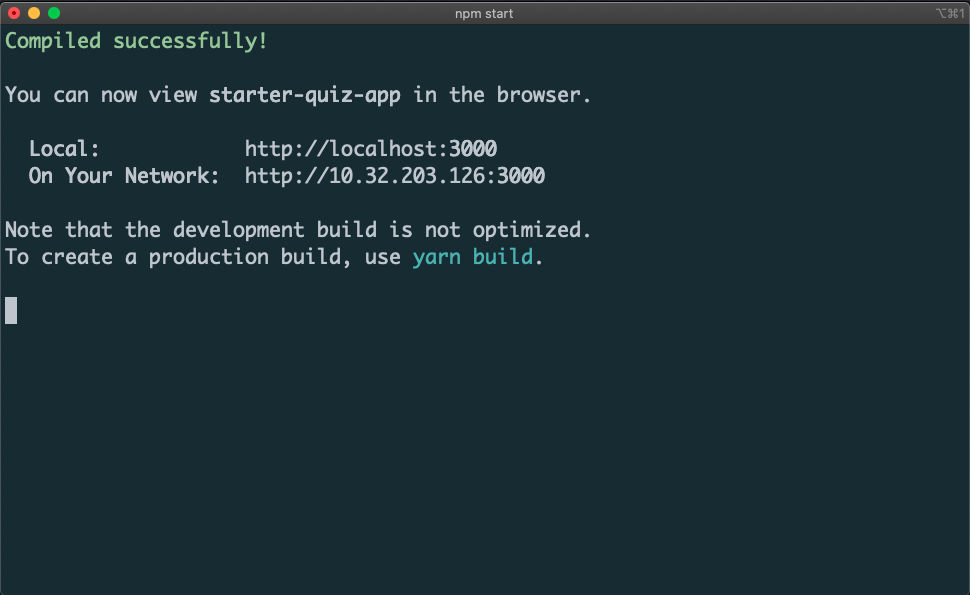 npm start
⌥⌘1
Compiled successfully!
You can now view starter-quiz-app in the browser.
Local: http://localhost:3000
On Your Network: http://10.32.203.126:3000
Note that the development build is not optimized.
To create a production build, use yarn build.